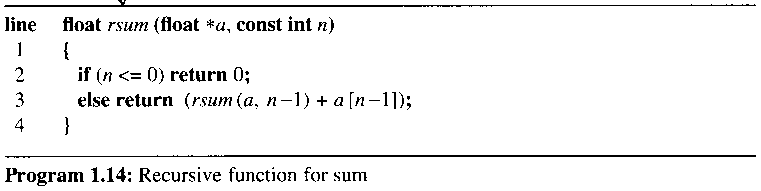 line float rsum (float *a, const int n)
1 {
2 if (n <= 0) return 0;
3 else return (rsum (a, n–1) + a [n–1]);
4 }
Program 1.14: Recursive function for sum